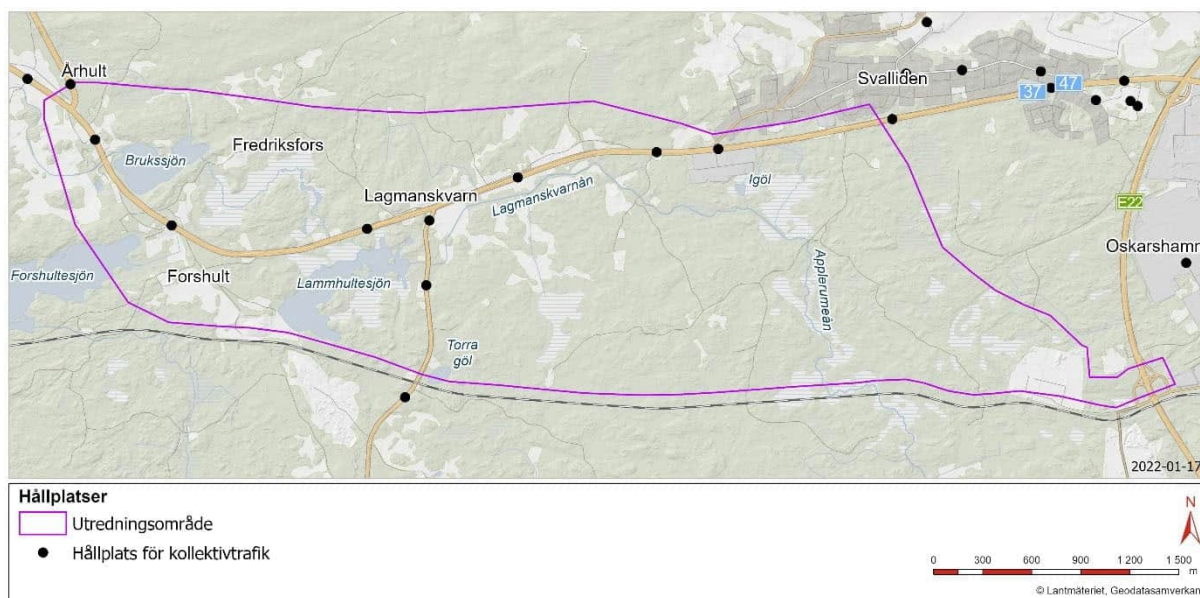 Århult
Svalliden
37
47
Fredriksfors
Brukssjön
Igöl
Lagmanskvarn
Lagmanskvarnån
E22
Oskarshamn
Forshultesjön
Forshult
Lammhultesjön
Applerumeån
Torra
göl
2022-01-17
Hållplatser
Utredningsområde
Hållplats för kollektivtrafik
N
0 300 600 900 1 200 1 500
m
© Lantmäteriet, Geodatasamverkan